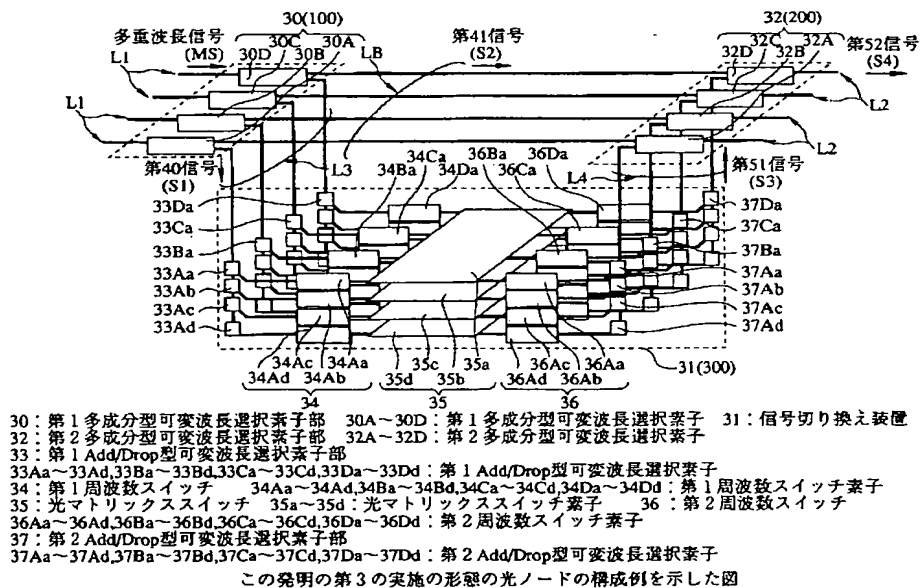 30(100)
多重波長信号
(MS)
30D
30C
30B
30A
第41信号
(S2)
LB
32(200)
32D
32C
32B
32A
第52信号
(S4)
L1
L1
L2
L2
第40信号
(S1)
L3
34Ba
34Ca
34Da
36Ba
36Ca
36Da
L4
第51信号
(S3)
33Da
33Ca
33Ba
33Aa
33Ab
33Ac
33Ad
37Da
37Ca
37Ba
37Aa
37Ab
37Ac
37Ad
34Ad
34Ac
34Ab
34Aa
35d
35c
35b
35a
36Ad
36Ac
36Ab
36Aa
31(300)
34
35
36
30：第1多成分型可変波長選択素子部 30A～30D：第1多成分型可変波長選択素子 31：信号切り換え装置
32：第2多成分型可変波長選択素子部 32A～32D：第2多成分型可変波長選択素子
33：第1Add/Drop型可変波長選択素子部
33Aa～33Ad,33Ba～33Bd,33Ca～33Cd,33Da～33Dd：第1Add/Drop型可変波長選択素子
34：第1周波数スイッチ 34Aa～34Ad,34Ba～34Bd,34Ca～34Cd,34Da～34Dd：第1周波数スイッチ素子
35：光マトリックススイッチ 35a～35d：光マトリックススイッチ素子 36：第2周波数スイッチ
36Aa～36Ad,36Ba～36Bd,36Ca～36Cd,36Da～36Dd：第2周波数スイッチ素子
37：第2Add/Drop型可変波長選択素子部
37Aa～37Ad,37Ba～37Bd,37Ca～37Cd,37Da～37Dd：第2Add/Drop型可変波長選択素子
この発明の第3の実施の形態の光ノードの構成例を示した図